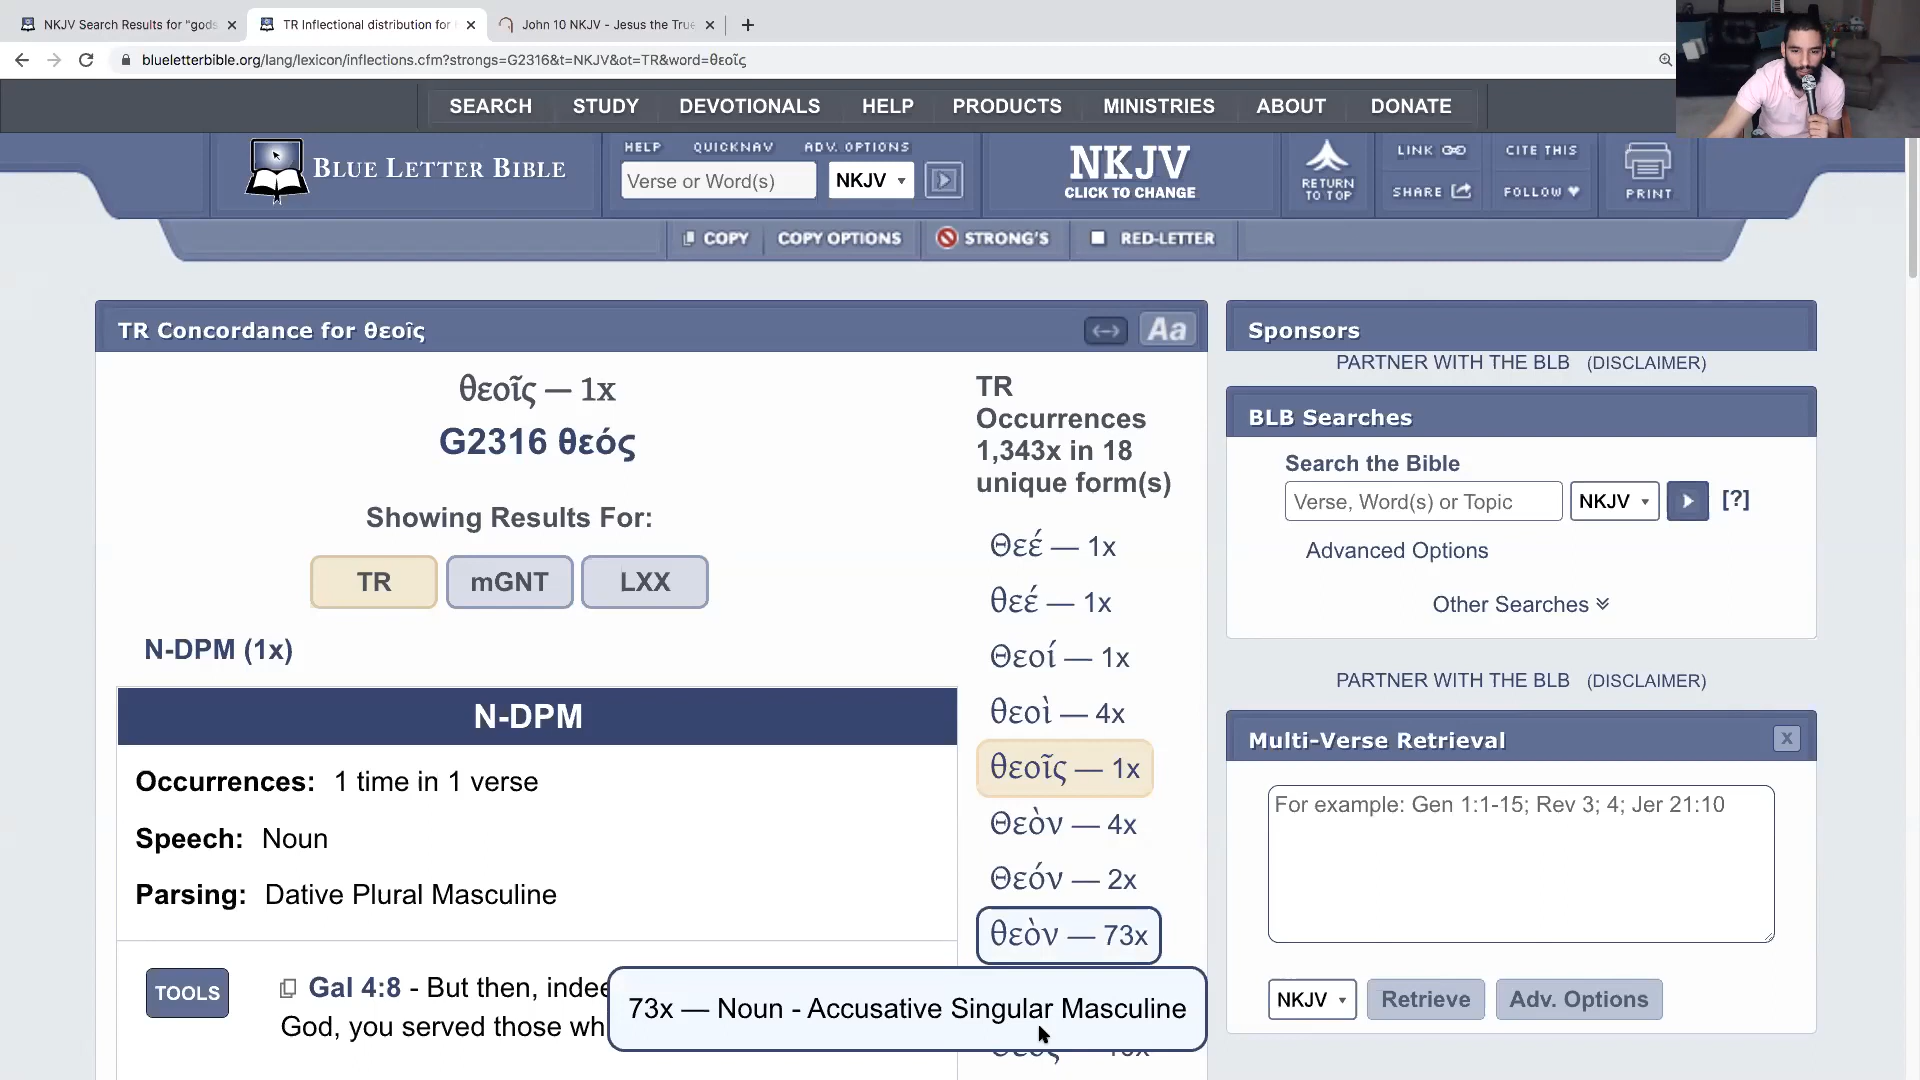 NKJV Search Results for “gods
TR Inflectional distribution for
John 10 NKJV - Jesus the True
blueletterbible.org/lang/lexicon/inflections.cfm?strongs=G2316&t=NKJV&ot=TR&word=θεοῖς
SEARCH STUDY DEVOTIONALS HELP PRODUCTS MINISTRIES ABOUT DONATE
BLUE LETTER BIBLE
HELP QUICKNAV ADV. OPTIONS
Verse or Word(s) NKJV
NKJV
CLICK TO CHANGE
RETURN
TO TOP
LINK
SHARE
CITE THIS
FOLLOW
PRINT
COPY COPY OPTIONS STRONG'S RED-LETTER
TR Concordance for θεοῖς
Aa
θεοῖς — 1x
G2316 θεός
Showing Results For:
TR mGNT LXX
N-DPM (1x)
N-DPM
Occurrences: 1 time in 1 verse
Speech: Noun
Parsing: Dative Plural Masculine
TOOLS
Gal 4:8 - But then, indee
God, you served those wh
TR
Occurrences
1,343x in 18
unique form(s)
Θεέ — 1x
θεέ — 1x
Θεοί — 1x
θεοὶ — 4x
θεοῖς — 1x
Θεὸν — 4x
Θεόν — 2x
θεὸν — 73x
73x — Noun - Accusative Singular Masculine
Sponsors
PARTNER WITH THE BLB (DISCLAIMER)
BLB Searches
Search the Bible
Verse, Word(s) or Topic NKJV [?]
Advanced Options
Other Searches
PARTNER WITH THE BLB (DISCLAIMER)
Multi-Verse Retrieval
X
For example: Gen 1:1-15; Rev 3; 4; Jer 21:10
NKJV Retrieve Adv. Options